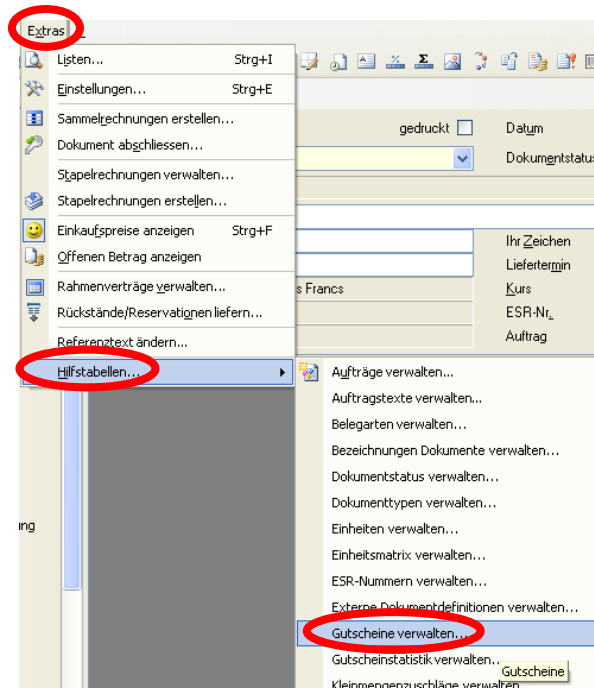 Extras
Listen... Strg+I
Einstellungen... Strg+E
Sammelrechnungen erstellen...
gedruckt Datum
Dokument abschliessen...
Dokumentstatus
Stapelrechnungen verwalten...
Stapelrechnungen erstellen...
Einkaufspreise anzeigen Strg+F
Ihr Zeichen
Offenen Betrag anzeigen
Liefertermin
Rahmenverträge verwalten...
s Francs
Kurs
Rückstände/Reservationen liefern...
ESR-Nr.
Referenztext ändern...
Auftrag
Hilfstabellen...
Aufträge verwalten...
Auftragstexte verwalten...
Belegarten verwalten...
Bezeichnungen Dokumente verwalten...
Dokumentstatus verwalten...
Dokumenttypen verwalten...
ung
Einheiten verwalten...
Einheitsmatrix verwalten...
ESR-Nummern verwalten...
Externe Dokumentdefinitionen verwalten...
Gutscheine verwalten...
Gutscheinstatistik verwalten..
Gutscheine
Kleinmengenzuschläge verwalten